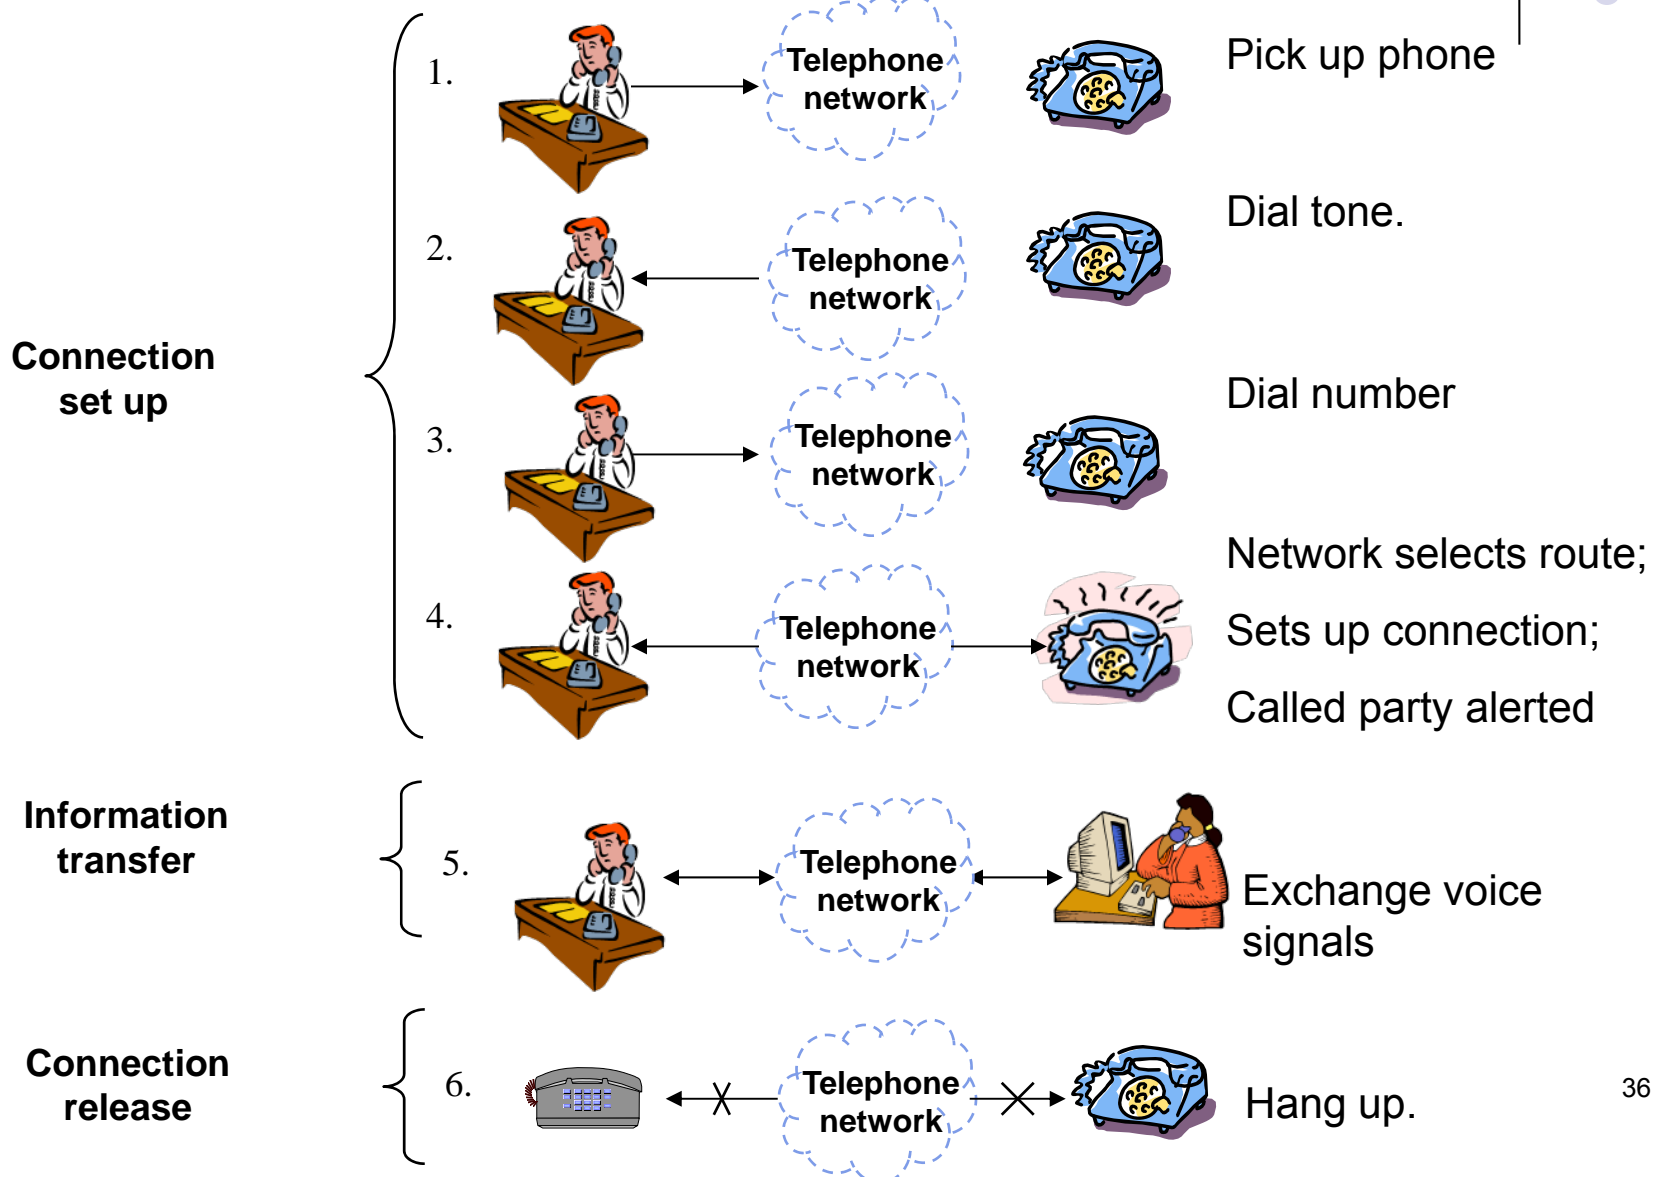 1.
Telephone
network
Pick up phone
2.
Telephone
network
Dial tone.
Connection
set up
3.
Telephone
network
Dial number
4.
Telephone
network
Network selects route;
Sets up connection;
Called party alerted
Information
transfer
5.
Telephone
network
Exchange voice
signals
Connection
release
6.
Telephone
network
Hang up.
36